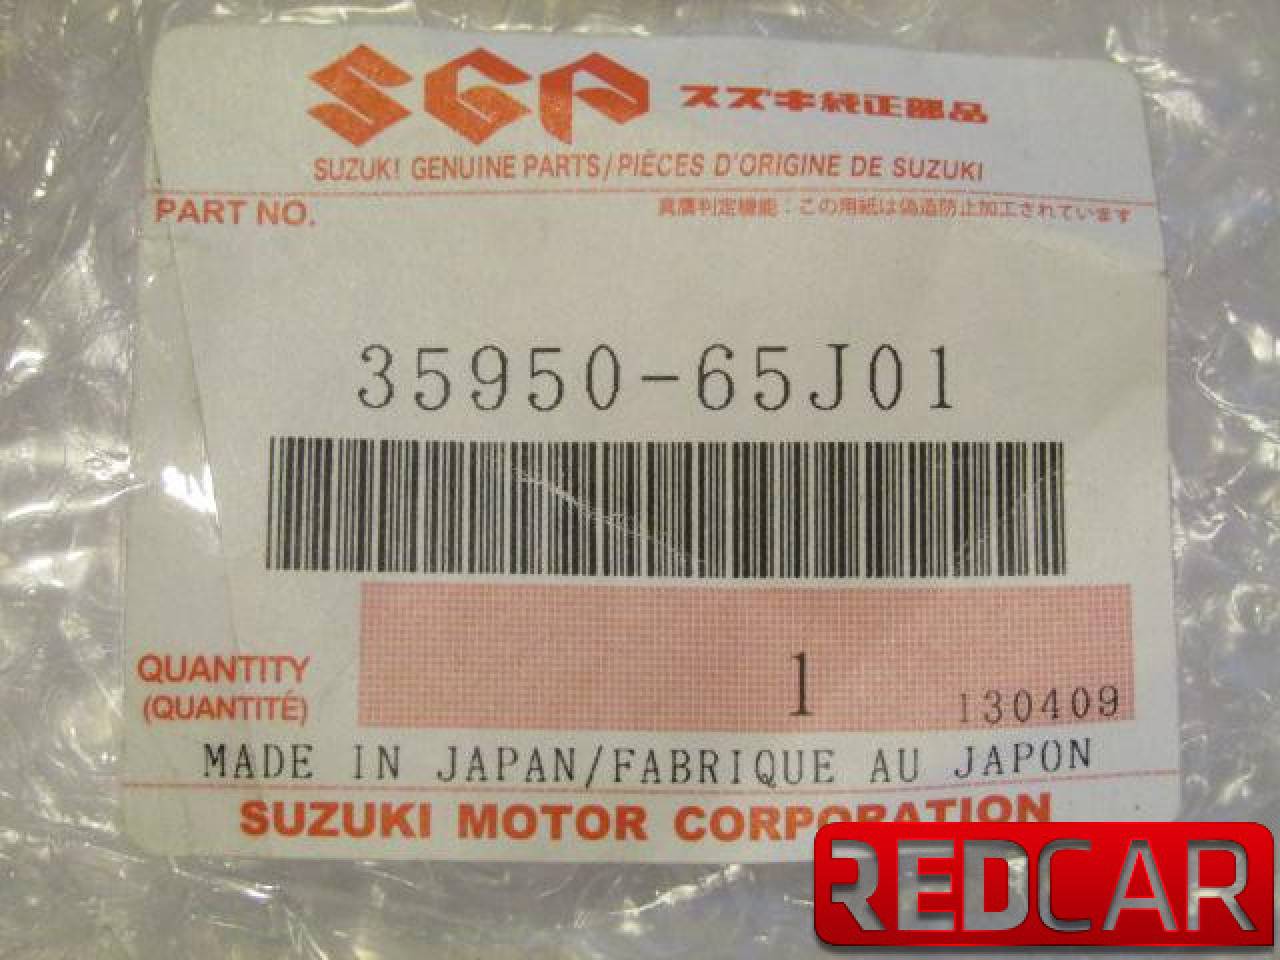 SGP スズキ純正部品
SUZUKI GENUINE PARTS/PIÈCES D'ORIGINE DE SUZUKI
PART NO.
真贋判定機能：この用紙は偽造防止加工されています
35950-65J01
QUANTITY
(QUANTITÉ)
1
130409
MADE IN JAPAN/FABRIQUE AU JAPON
SUZUKI MOTOR CORPORATION
REDCAR